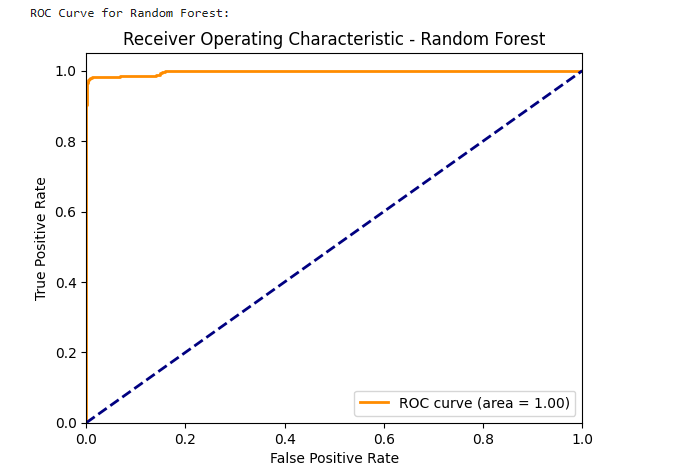 ROC Curve for Random Forest:
Receiver Operating Characteristic - Random Forest
1.0
0.8
0.6
0.4
0.2
0.0
True Positive Rate
ROC curve (area = 1.00)
0.0 0.2 0.4 0.6 0.8 1.0
False Positive Rate